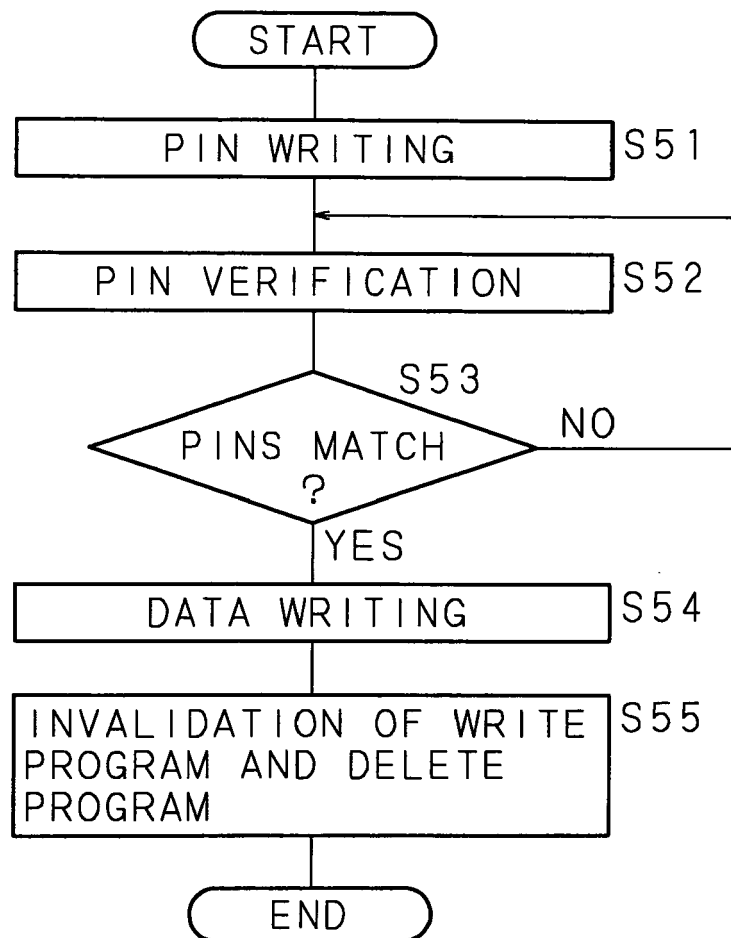 START
PIN WRITING S51
PIN VERIFICATION S52
S53
PINS MATCH NO
?
YES
DATA WRITING S54
INVALIDATION OF WRITE S55
PROGRAM AND DELETE
PROGRAM
END